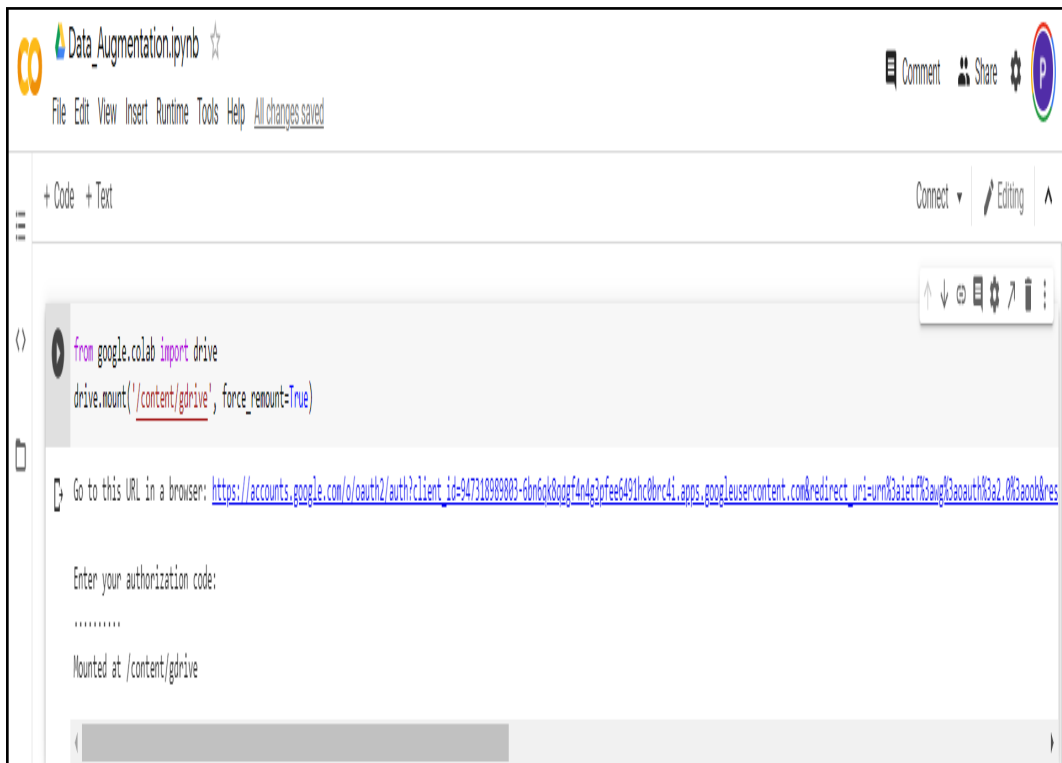 Data_Augmentation.ipynb
Comment Share P
File Edit View Insert Runtime Tools Help All changes saved
+ Code + Text
Connect Editing
from google.colab import drive
drive.mount('/content/gdrive', force_remount=True)
Go to this URL in a browser: https://accounts.google.com/o/oauth2/auth?client_id=947318989803-6bn6qk8qdgf4n4g3pfee6491hc0brc4i.apps.googleusercontent.com&redirect_uri=urn%3aietf%3awg%3aoauth%3a2.0%3aoob&res
Enter your authorization code:
..........
Mounted at /content/gdrive